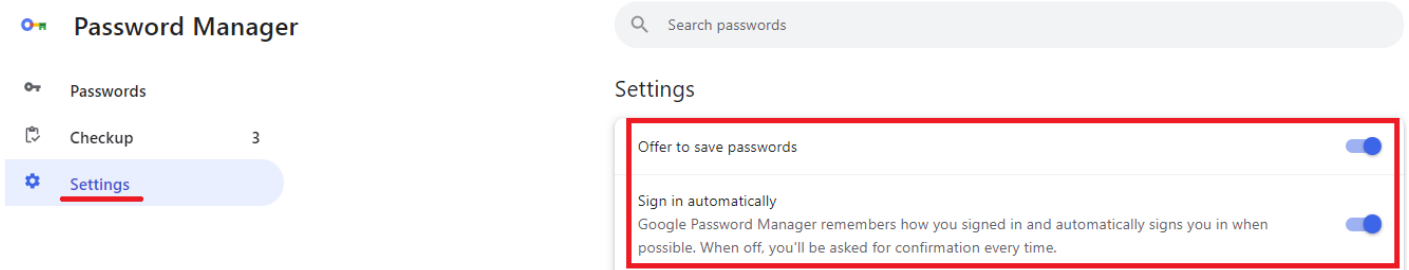 Password Manager
Passwords
Checkup 3
Settings
Search passwords
Settings
Offer to save passwords
Sign in automatically
Google Password Manager remembers how you signed in and automatically signs you in when
possible. When off, you'll be asked for confirmation every time.